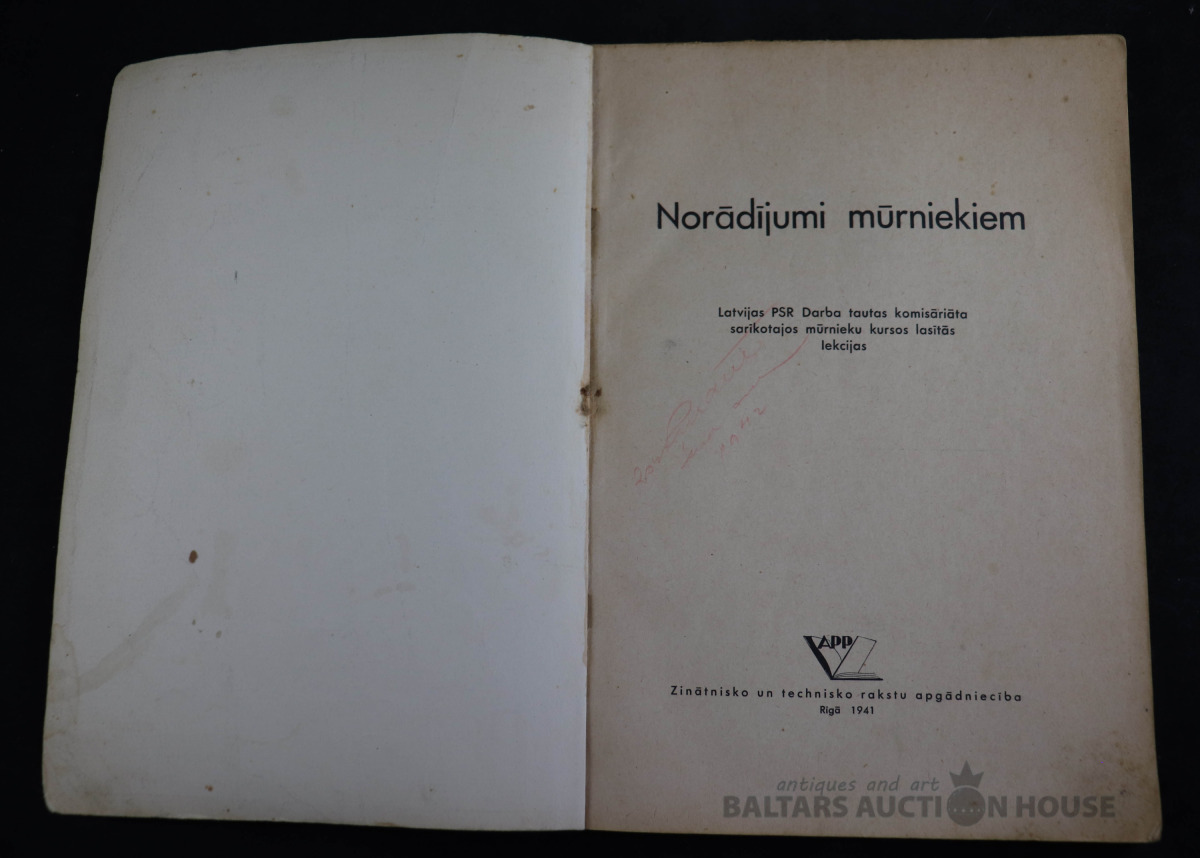 Norādījumi mūrniekiem
Latvijas PSR Darba tautas komisāriāta
sarīkotajos mūrnieku kursos lasītās
lekcijas
1942
APP
Zinātnisko un technisko rakstu apgādniecība
Rīgā 1941
antiques and art
BALTARS AUCTION HOUSE